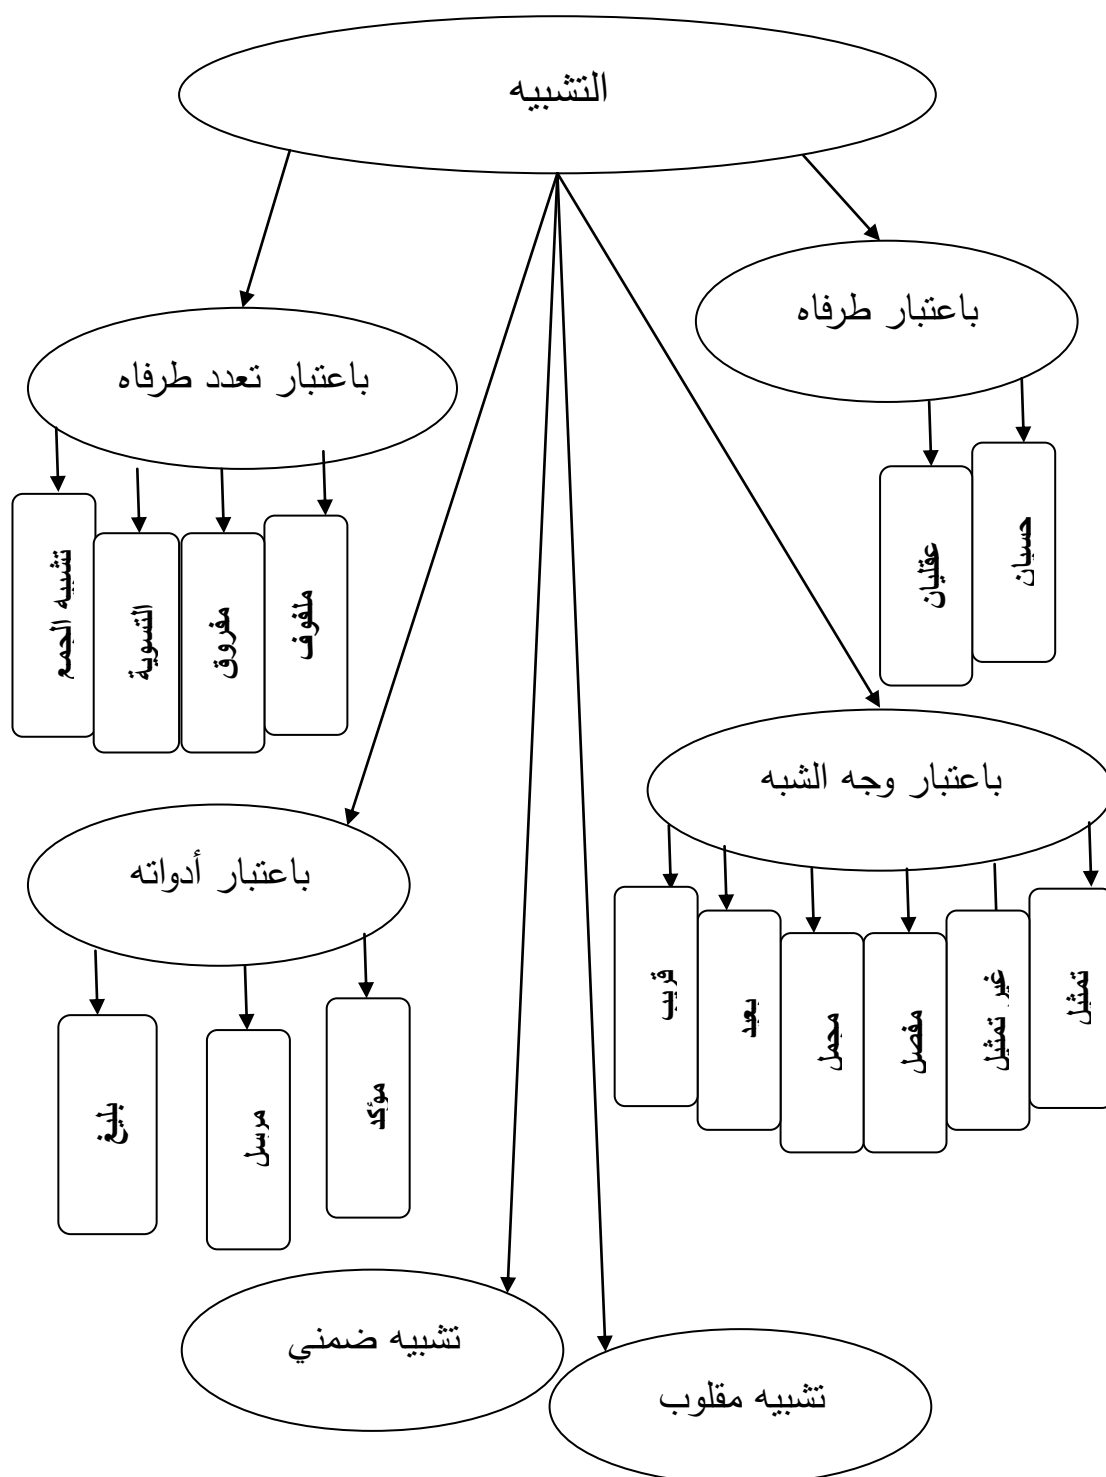 التشبيه
باعتبار طرفاه
حسيان
عقليان
باعتبار تعدد طرفاه
ملفوف
مفروق
التسوية
تشبيه الجمع
باعتبار وجه الشبه
تمثيل
غير تمثيل
مفصل
مجمل
بعيد
قريب
باعتبار أدواته
مؤكد
مرسل
بليغ
تشبيه ضمني
تشبيه مقلوب